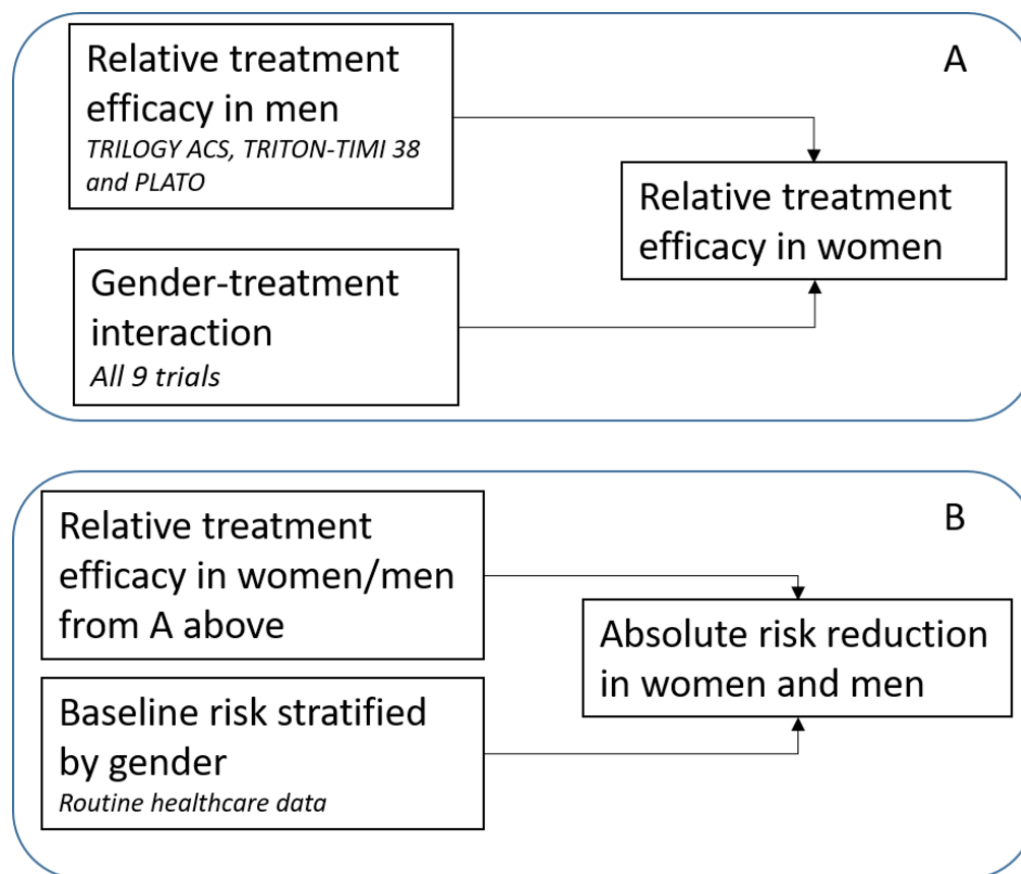 Relative treatment
efficacy in men
TRILOGY ACS, TRITON-TIMI 38
and PLATO
A
Relative treatment
efficacy in women
Gender-treatment
interaction
All 9 trials
B
Relative treatment
efficacy in women/men
from A above
Absolute risk reduction
in women and men
Baseline risk stratified
by gender
Routine healthcare data